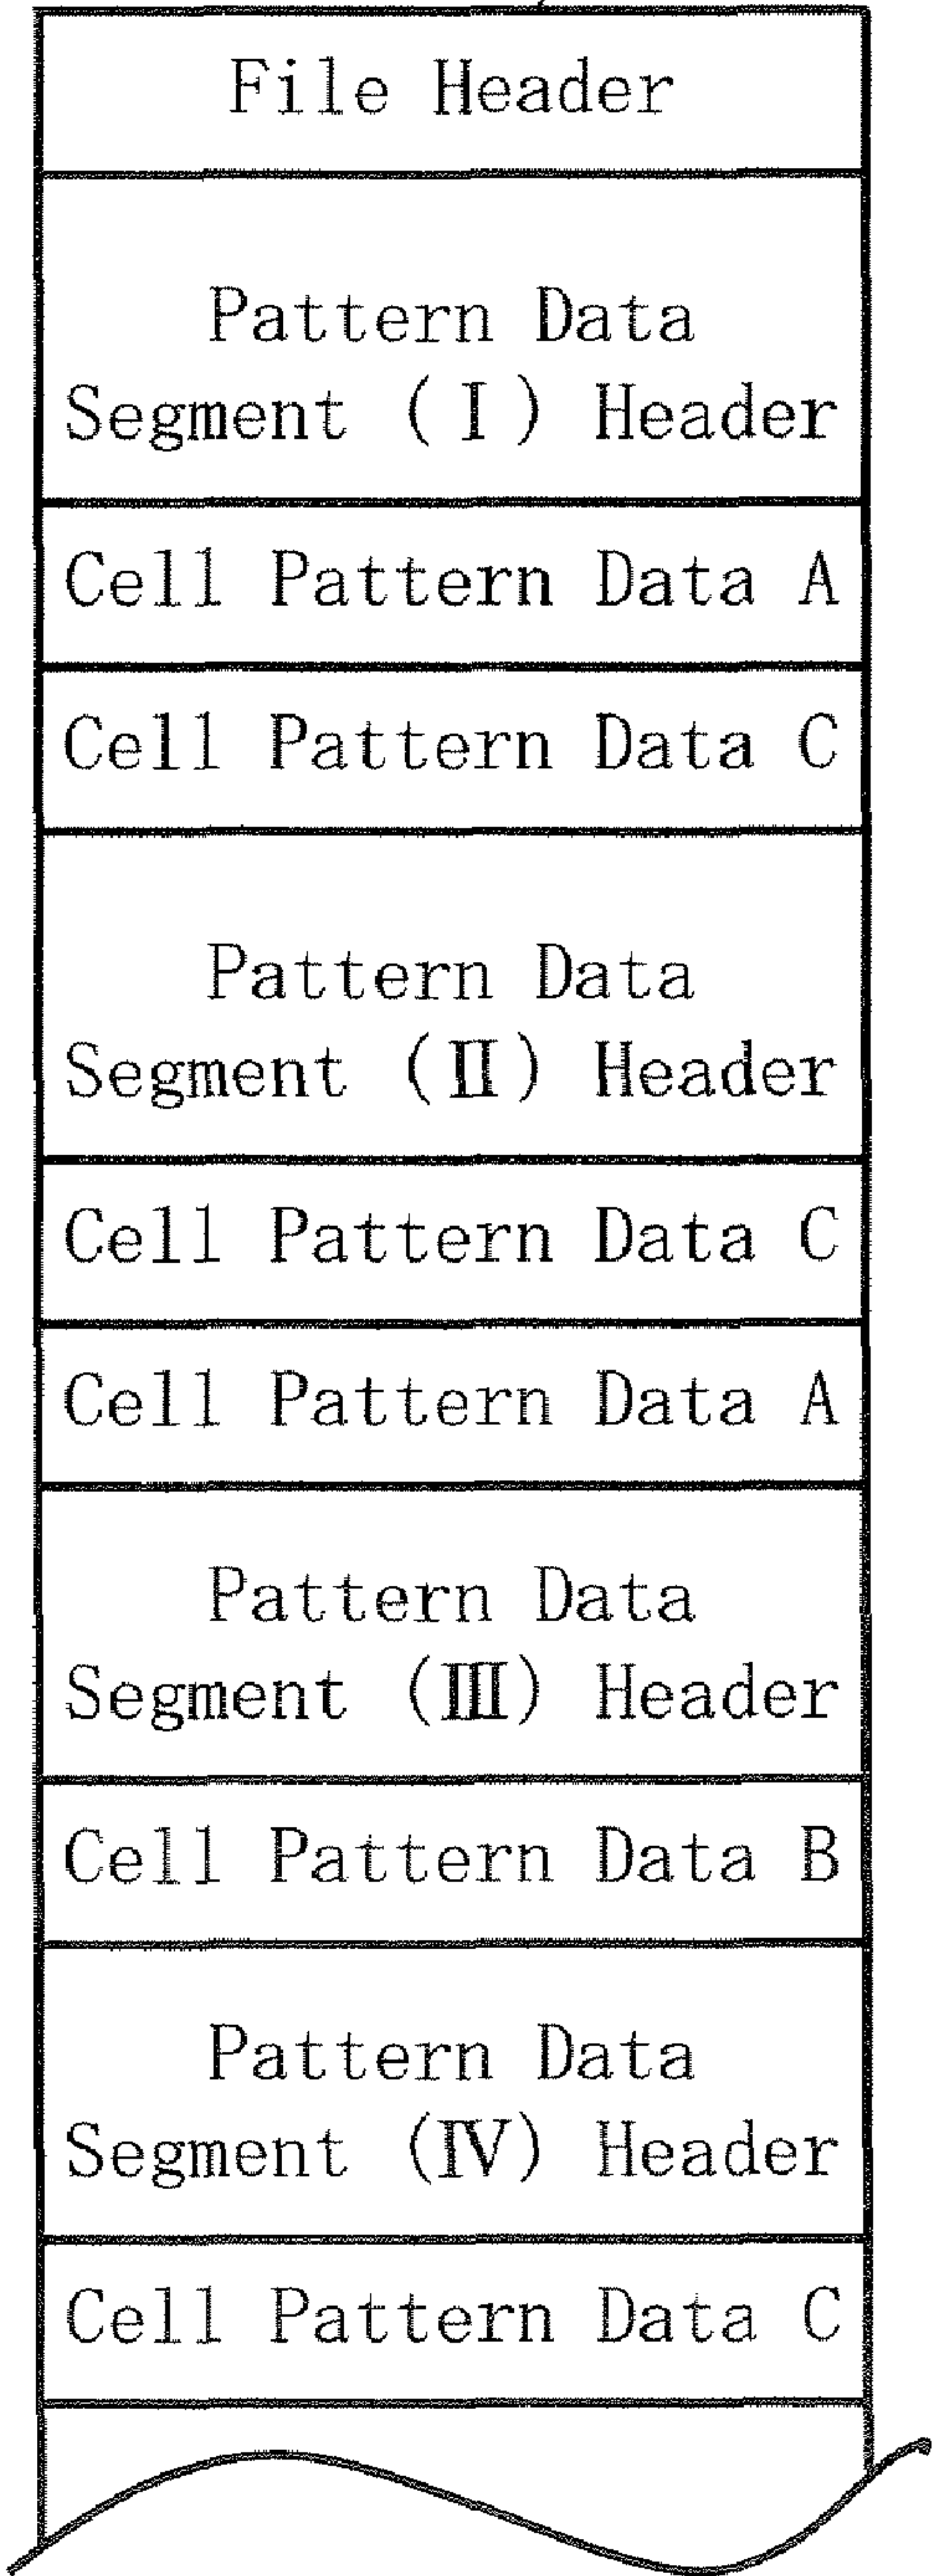 File Header
Pattern Data
Segment (Ⅰ) Header
Cell Pattern Data A
Cell Pattern Data C
Pattern Data
Segment (Ⅱ) Header
Cell Pattern Data C
Cell Pattern Data A
Pattern Data
Segment (Ⅲ) Header
Cell Pattern Data B
Pattern Data
Segment (Ⅳ) Header
Cell Pattern Data C